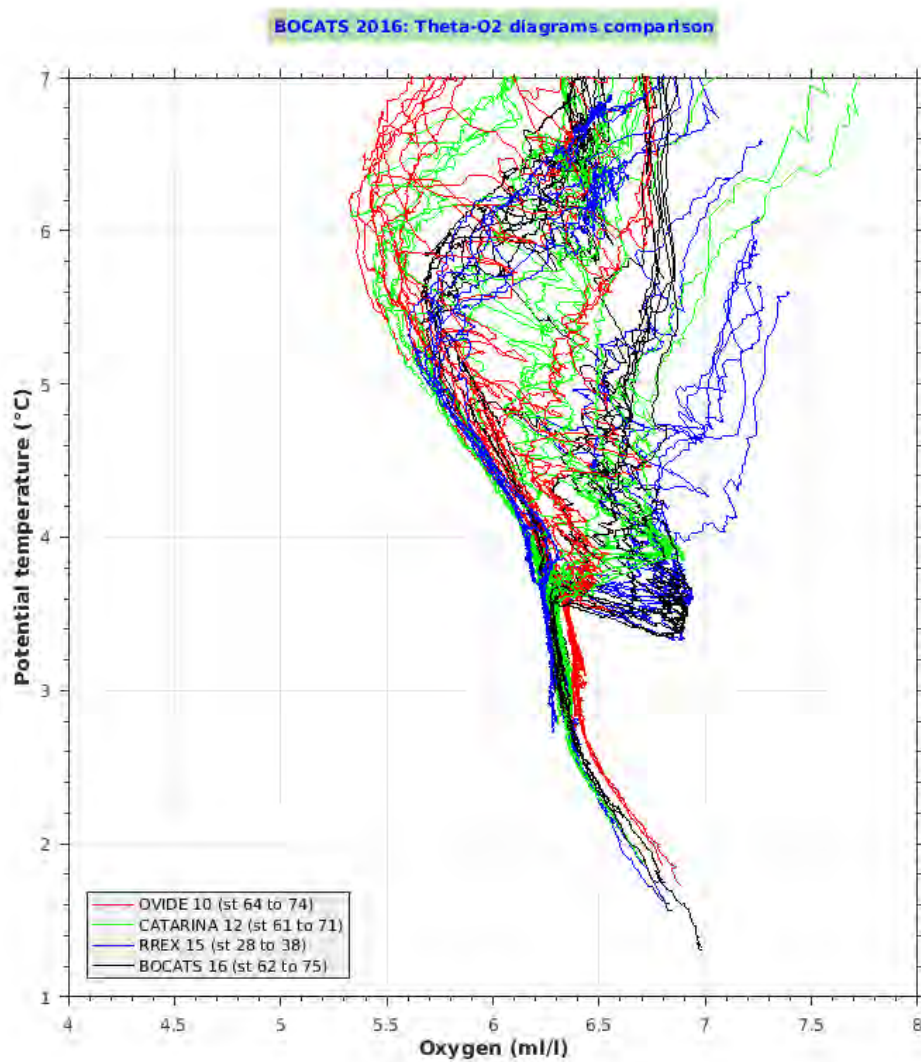 BOCATS 2016: Theta-O2 diagrams comparison
7
6
5
4
3
2
1
Potential temperature (°C)
OVIDE 10 (st 64 to 74)
CATARINA 12 (st 61 to 71)
RREX 15 (st 28 to 38)
BOCATS 16 (st 62 to 75)
4 4.5 5 5.5 6 6.5 7 7.5 8
Oxygen (ml/l)